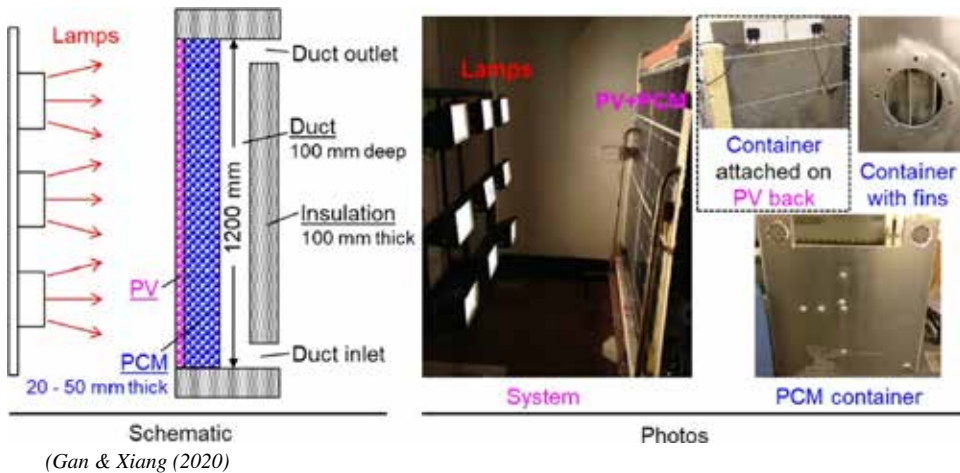 Lamps
Duct outlet
Duct
100 mm deep
1200 mm
Insulation
100 mm thick
PV
PCM
20 - 50 mm thick
Duct inlet
Schematic
(Gan & Xiang (2020)
Lamps
PV+PCM
System
Container
attached on
PV back
Container
with fins
PCM container
Photos